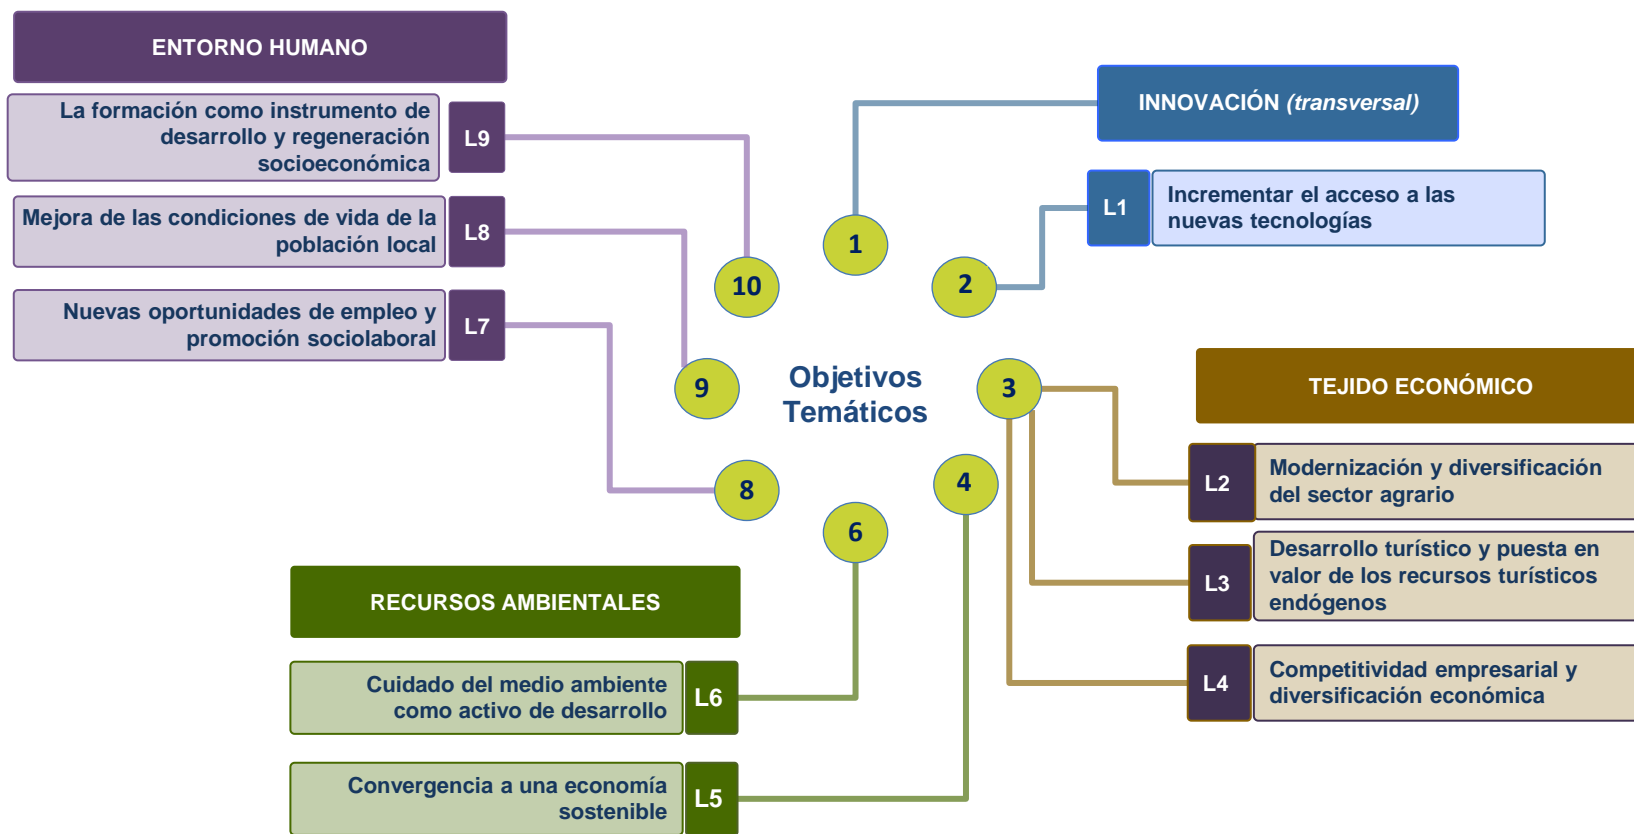 ENTORNO HUMANO
La formación como instrumento de
desarrollo y regeneración
socioeconómica
L9
Mejora de las condiciones de vida de la
población local
L8
Nuevas oportunidades de empleo y
promoción sociolaboral
L7
INNOVACIÓN (transversal)
L1
Incrementar el acceso a las
nuevas tecnologías
1
2
3
4
6
8
9
10
Objetivos
Temáticos
TEJIDO ECONÓMICO
L2
Modernización y diversificación
del sector agrario
L3
Desarrollo turístico y puesta en
valor de los recursos turísticos
endógenos
L4
Competitividad empresarial y
diversificación económica
RECURSOS AMBIENTALES
Cuidado del medio ambiente
como activo de desarrollo
L6
Convergencia a una economía
sostenible
L5